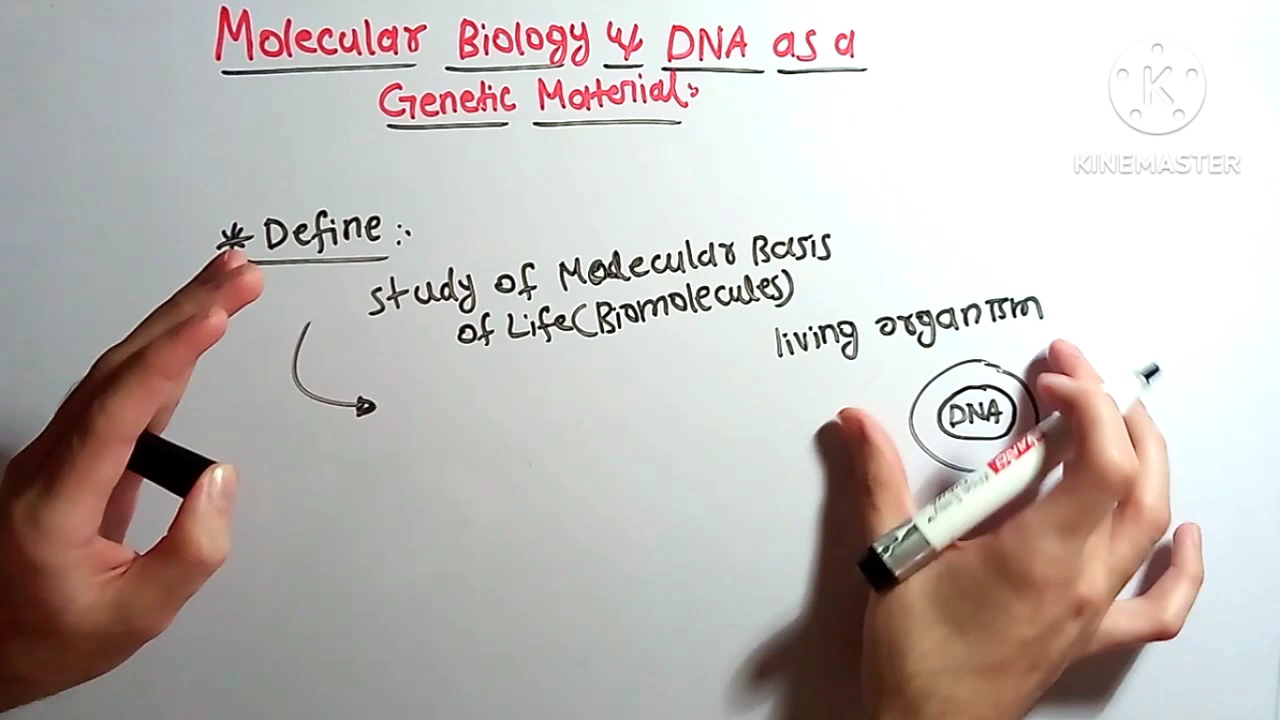 Molecular Biology & DNA as a
Genetic Material:
K
KINEMASTER
* Define :
study of Molecular Basis
of Life (Biomolecules)
living organism
DNA